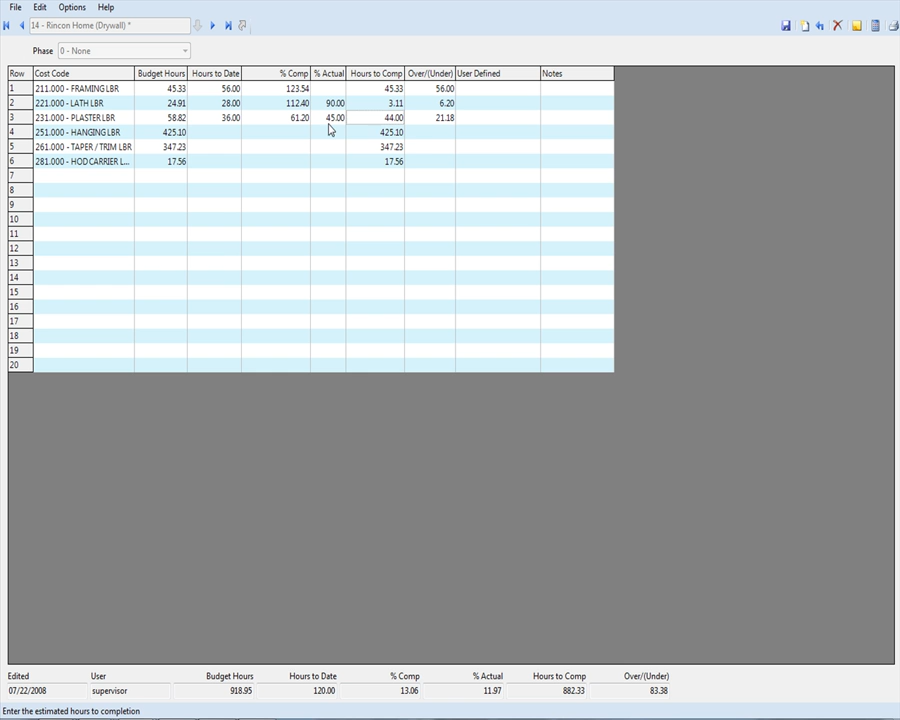 File Edit Options Help
14 - Rincon Home (Drywall) *
Phase 0 - None
Row Cost Code Budget Hours Hours to Date % Comp % Actual Hours to Comp Over/(Under) User Defined Notes
1 211.000 - FRAMING LBR 45.33 56.00 123.54 45.33 56.00
2 221.000 - LATH LBR 24.91 28.00 112.40 90.00 3.11 6.20
3 231.000 - PLASTER LBR 58.82 36.00 61.20 45.00 44.00 21.18
4 251.000 - HANGING LBR 425.10 425.10
5 261.000 - TAPER / TRIM LBR 347.23 347.23
6 281.000 - HOD CARRIER L... 17.56 17.56
7
8
9
10
11
12
13
14
15
16
17
18
19
20
Edited User Budget Hours Hours to Date % Comp % Actual Hours to Comp Over/(Under)
07/22/2008 supervisor 918.95 120.00 13.06 11.97 882.33 83.38
Enter the estimated hours to completion